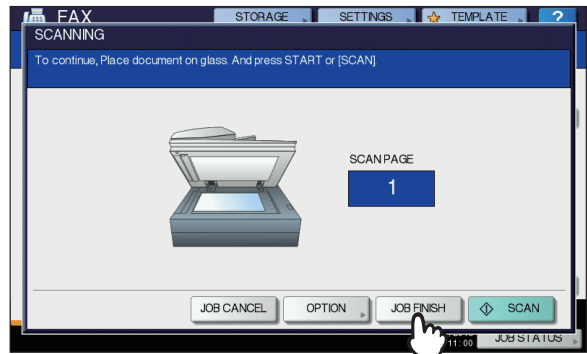 FAX
STORAGE
SETTINGS
TEMPLATE
?
SCANNING
To continue, Place document on glass. And press START or [SCAN].
SCAN PAGE
1
JOB CANCEL
OPTION
JOB FINISH
SCAN
11:00
JOB STATUS